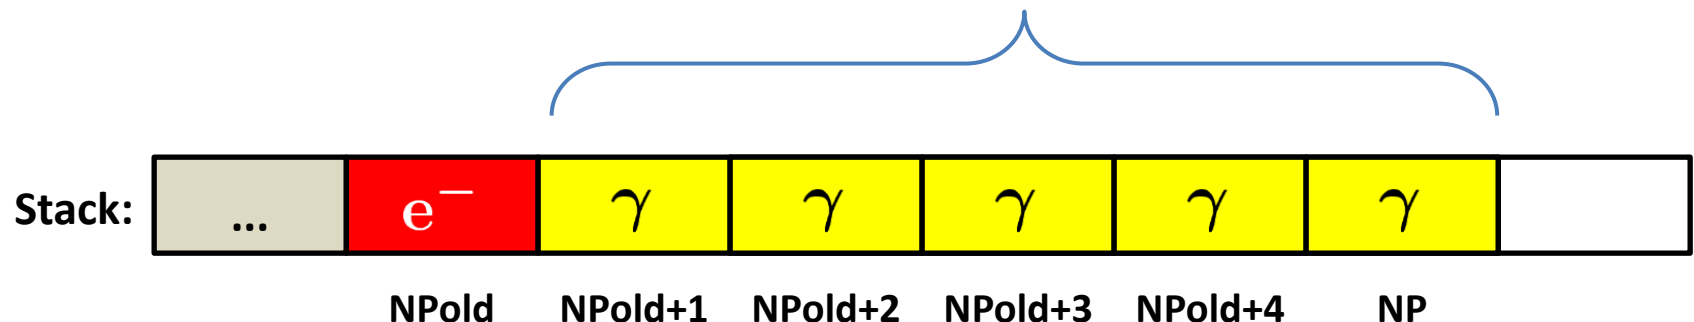 Stack: ... e⁻ γ γ γ γ γ
NPold NPold+1 NPold+2 NPold+3 NPold+4 NP